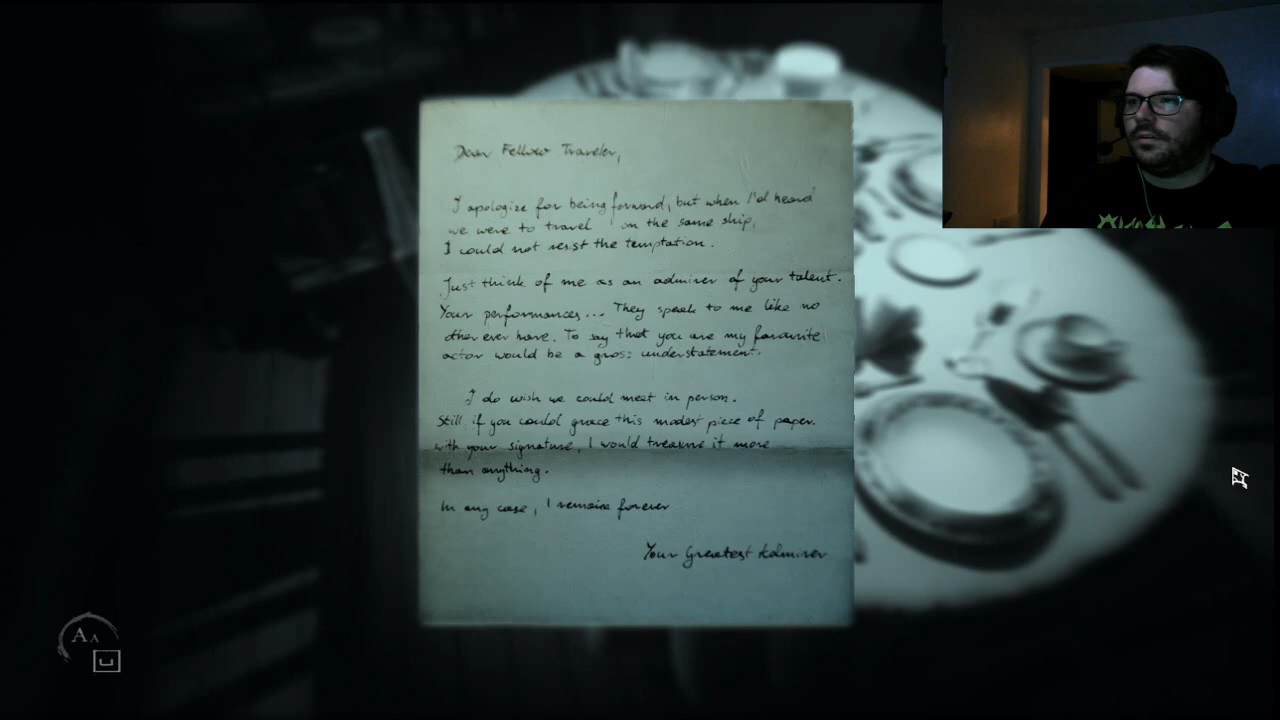 Dear Fellow Traveler,
I apologize for being forward, but when I'd heard
we were to travel on the same ship,
I could not resist the temptation.
Just think of me as an admirer of your talent.
Your performances... They speak to me like no
other ever have. To say that you are my favourite
actor would be a gross understatement.
I do wish we could meet in person.
Still if you could grace this modest piece of paper.
with your signature, I would treasure it more
than anything.
In any case, I remain forever
Your Greatest Admirer
AA